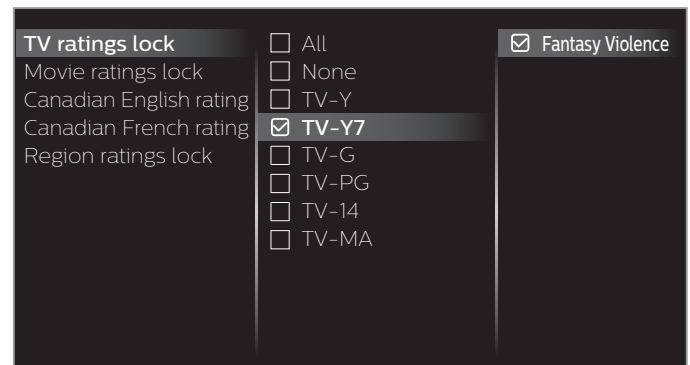 TV ratings lock
Movie ratings lock
Canadian English rating
Canadian French rating
Region ratings lock
All
None
TV-Y
TV-Y7
TV-G
TV-PG
TV-14
TV-MA
Fantasy Violence